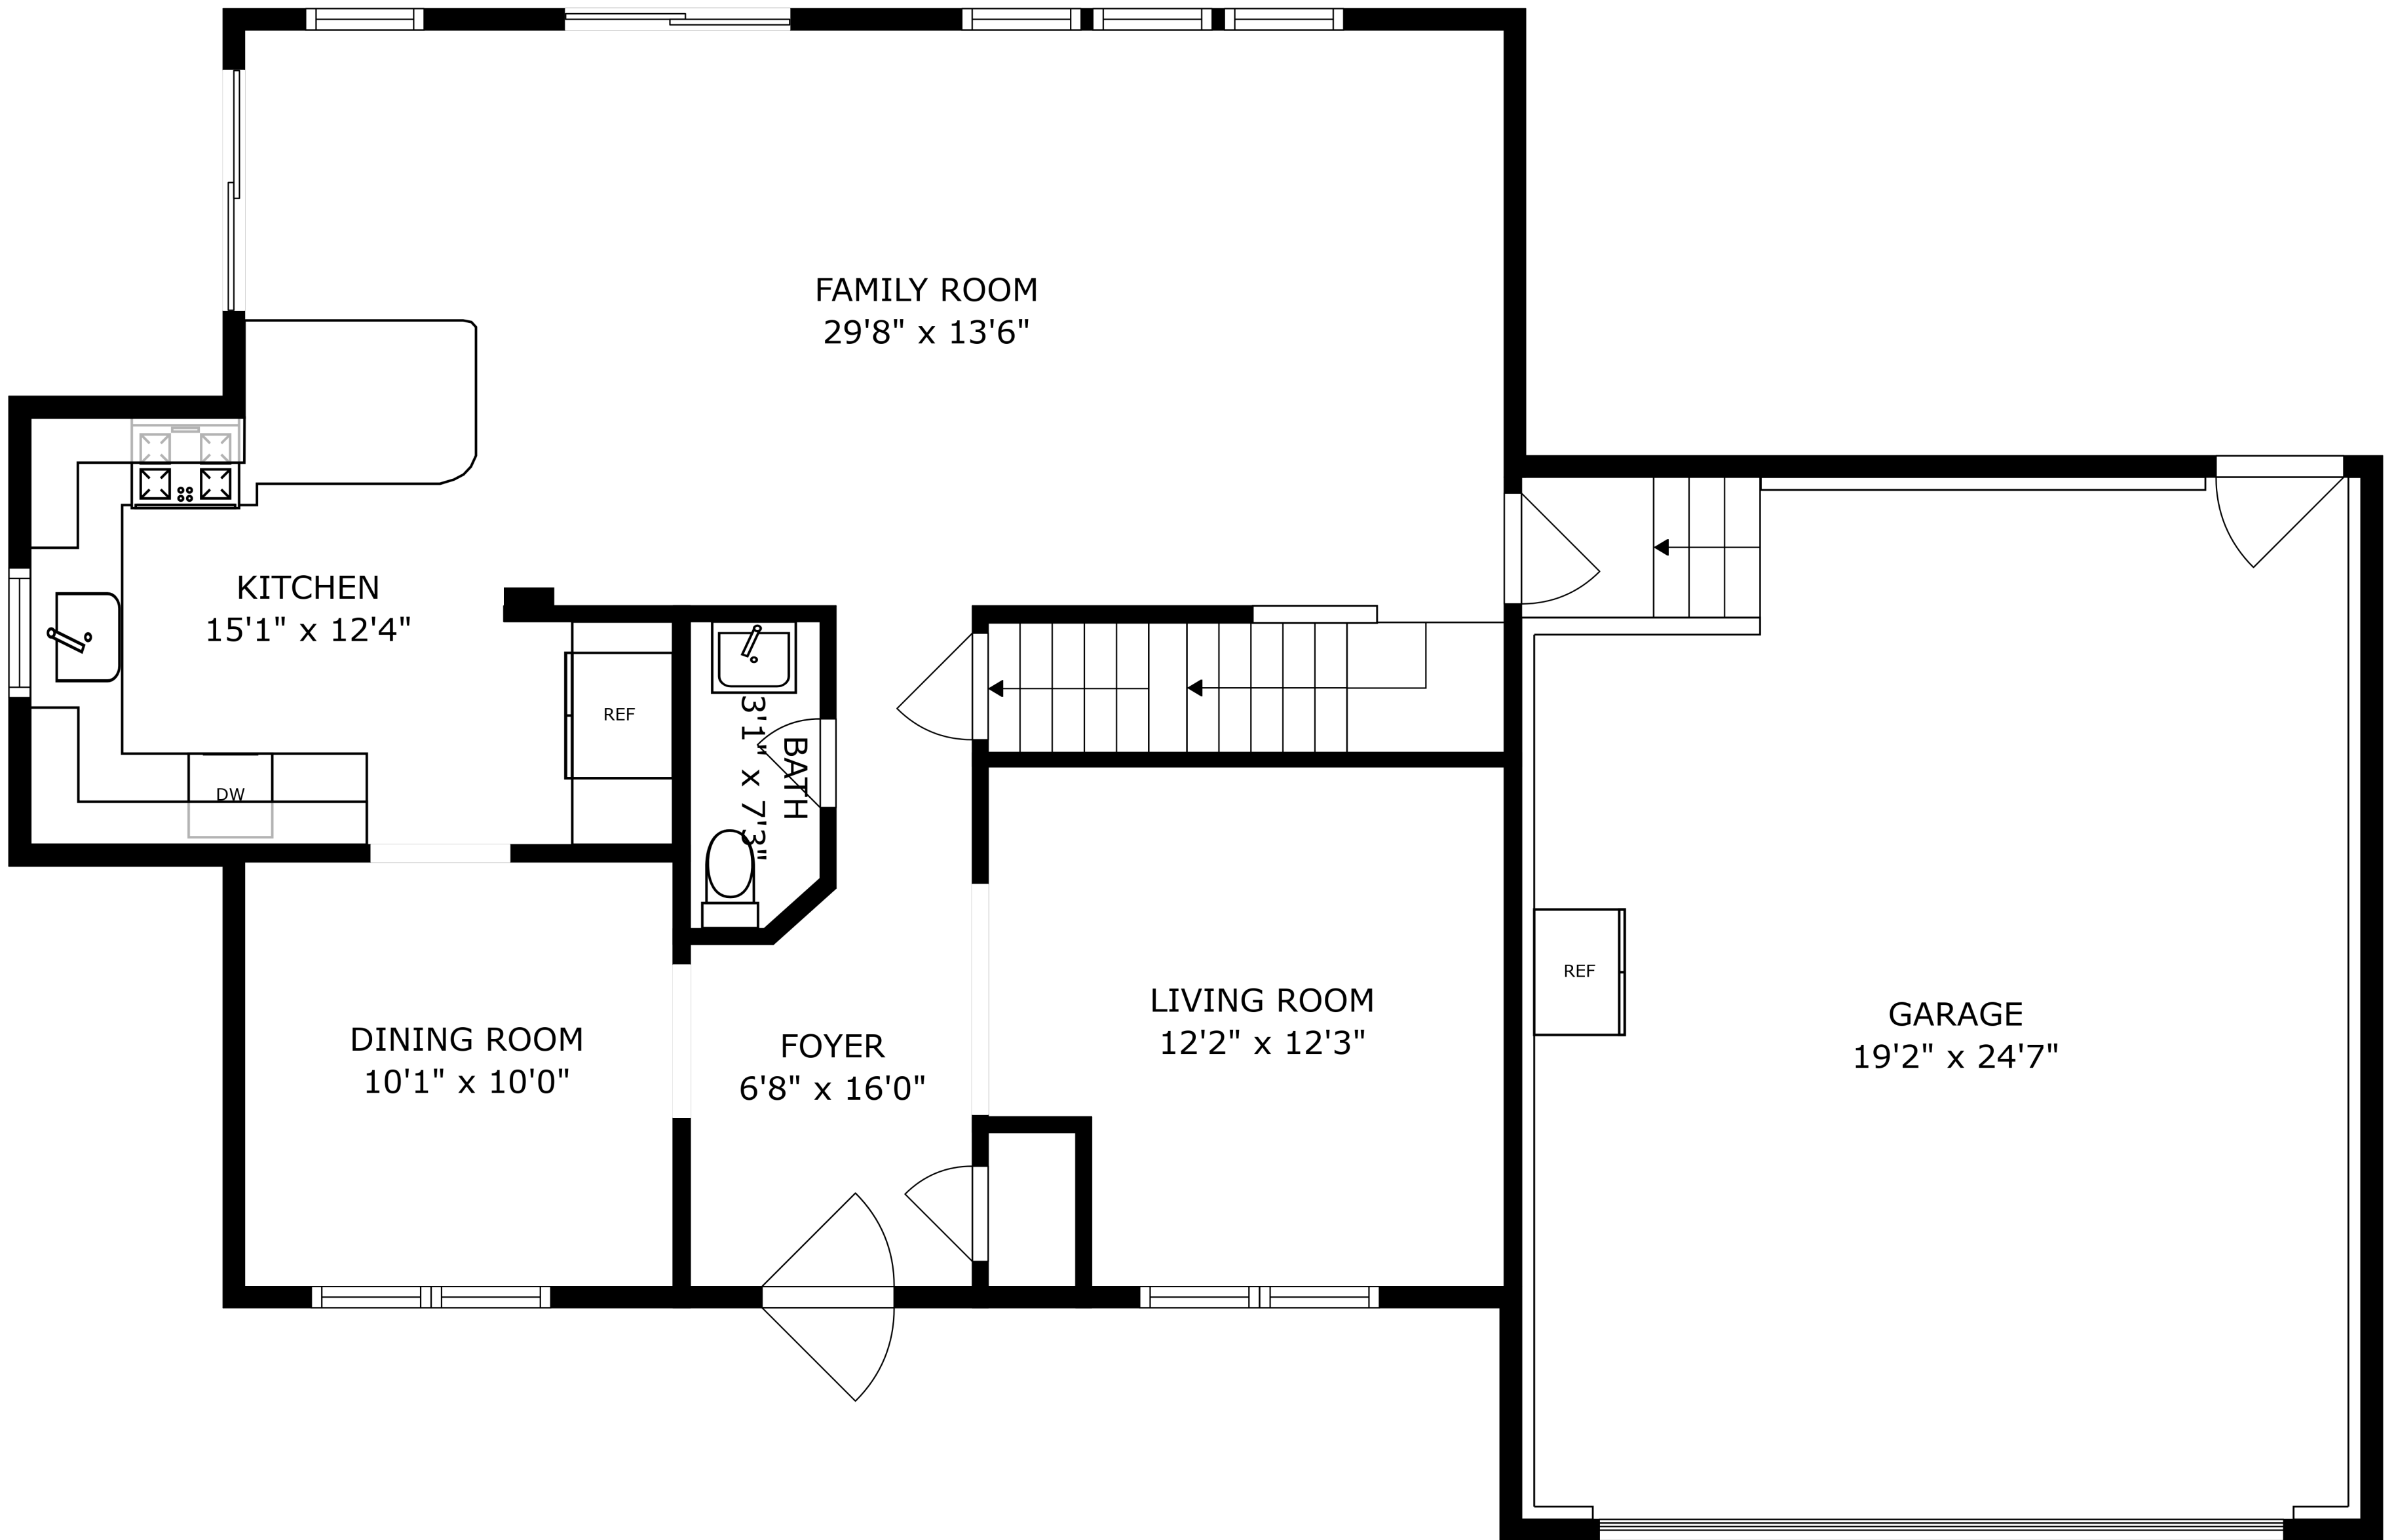 FAMILY ROOM
29'8" x 13'6"
KITCHEN
15'1" x 12'4"
REF
DW
BATH
3'1" x 7'3"
DINING ROOM
10'1" x 10'0"
FOYER
6'8" x 16'0"
LIVING ROOM
12'2" x 12'3"
REF
GARAGE
19'2" x 24'7"